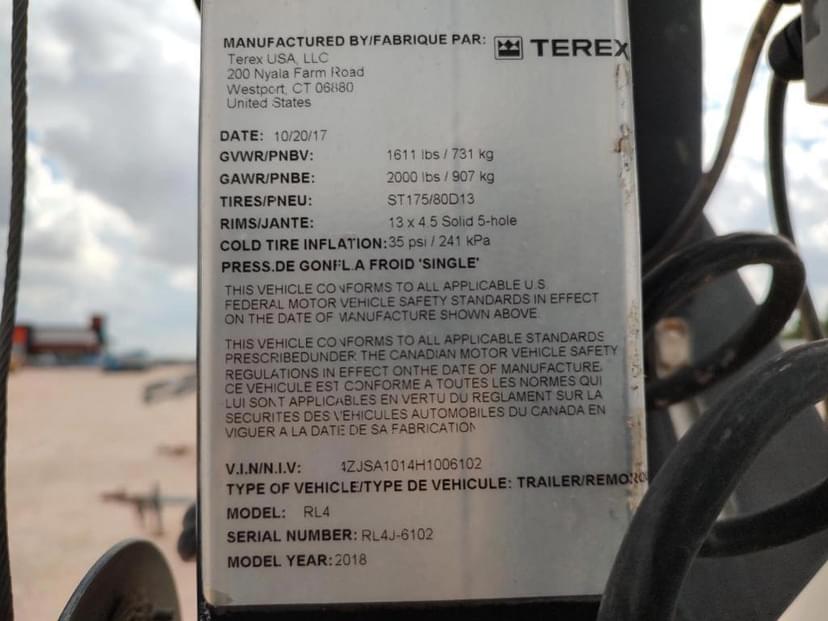 MANUFACTURED BY/FABRIQUE PAR: TEREX
Terex USA, LLC
200 Nyala Farm Road
Westport, CT 06880
United States
DATE: 10/20/17
GVWR/PNBV: 1611 lbs / 731 kg
GAWR/PNBE: 2000 lbs / 907 kg
TIRES/PNEU: ST175/80D13
RIMS/JANTE: 13 x 4.5 Solid 5-hole
COLD TIRE INFLATION: 35 psi / 241 kPa
PRESS.DE GONFL.A FROID 'SINGLE'
THIS VEHICLE CONFORMS TO ALL APPLICABLE U.S.
FEDERAL MOTOR VEHICLE SAFETY STANDARDS IN EFFECT
ON THE DATE OF MANUFACTURE SHOWN ABOVE.
THIS VEHICLE CONFORMS TO ALL APPLICABLE STANDARDS
PRESCRIBEDUNDER THE CANADIAN MOTOR VEHICLE SAFETY
REGULATIONS IN EFFECT ONTHE DATE OF MANUFACTURE.
CE VEHICULE EST CONFORME A TOUTES LES NORMES QUI
LUI SONT APPLICABLES EN VERTU DU REGLAMENT SUR LA
SECURITES DES VEHICULES AUTOMOBILES DU CANADA EN
VIGUER A LA DATE DE SA FABRICATION
V.I.N/N.I.V: 4ZJSA1014H1006102
TYPE OF VEHICLE/TYPE DE VEHICULE: TRAILER/REMORQU
MODEL: RL4
SERIAL NUMBER: RL4J-6102
MODEL YEAR: 2018